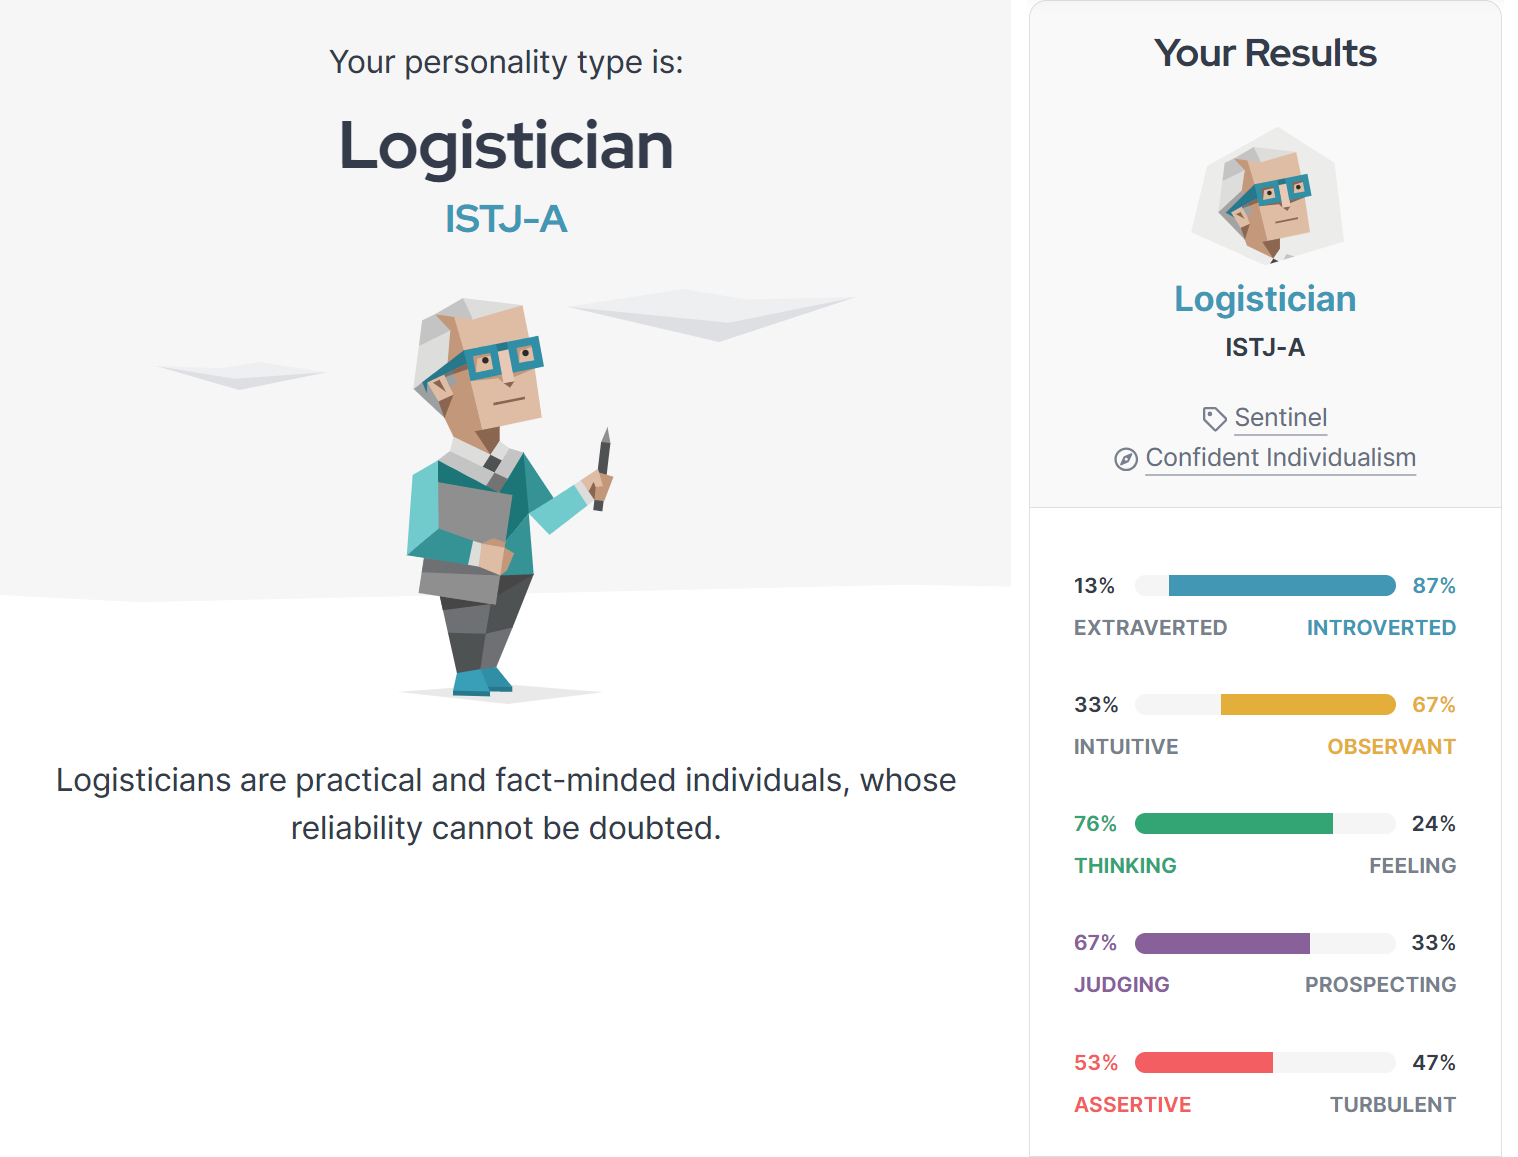 Your personality type is:
Logistician
ISTJ-A
Logisticians are practical and fact-minded individuals, whose
reliability cannot be doubted.
Your Results
Logistician
ISTJ-A
Sentinel
Confident Individualism
13% 87%
EXTRAVERTED INTROVERTED
33% 67%
INTUITIVE OBSERVANT
76% 24%
THINKING FEELING
67% 33%
JUDGING PROSPECTING
53% 47%
ASSERTIVE TURBULENT